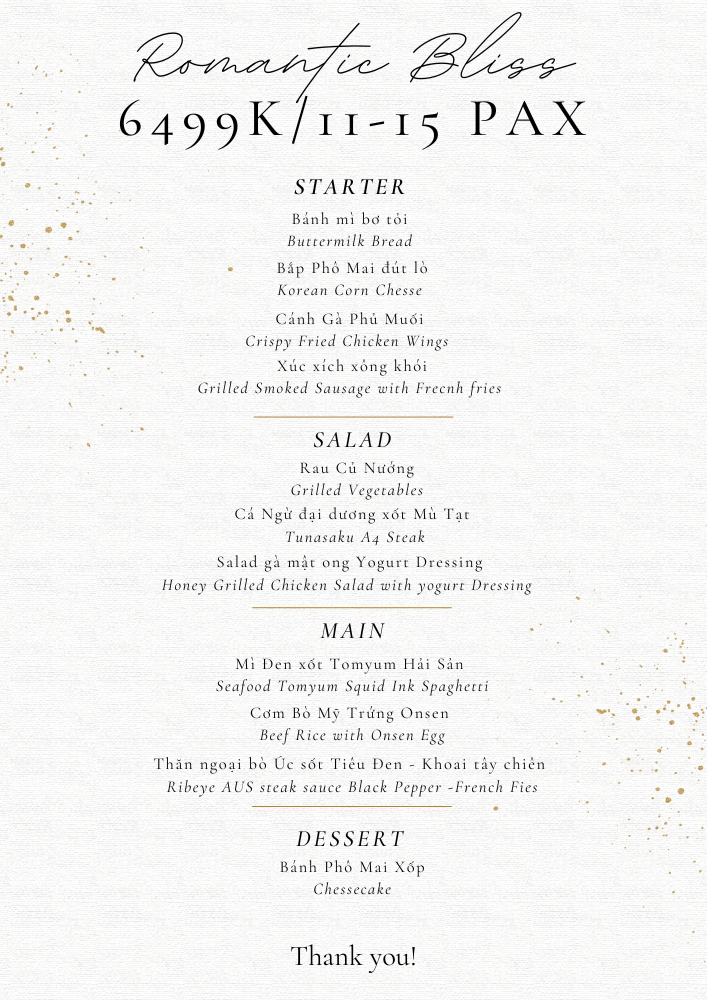 Romantic Bliss
6499K/11-15 PAX
STARTER
Bánh mì bơ tỏi
Buttermilk Bread
Bắp Phô Mai đút lò
Korean Corn Chesse
Cánh Gà Phủ Muối
Crispy Fried Chicken Wings
Xúc xích xông khói
Grilled Smoked Sausage with Frecnh fries
SALAD
Rau Củ Nướng
Grilled Vegetables
Cá Ngừ đại dương xốt Mù Tạt
Tunasaku A4 Steak
Salad gà mật ong Yogurt Dressing
Honey Grilled Chicken Salad with yogurt Dressing
MAIN
Mì Đen xốt Tomyum Hải Sản
Seafood Tomyum Squid Ink Spaghetti
Cơm Bò Mỹ Trứng Onsen
Beef Rice with Onsen Egg
Thăn ngoại bò Úc sốt Tiêu Đen - Khoai tây chiên
Ribeye AUS steak sauce Black Pepper -French Fies
DESSERT
Bánh Phô Mai Xốp
Chessecake
Thank you!